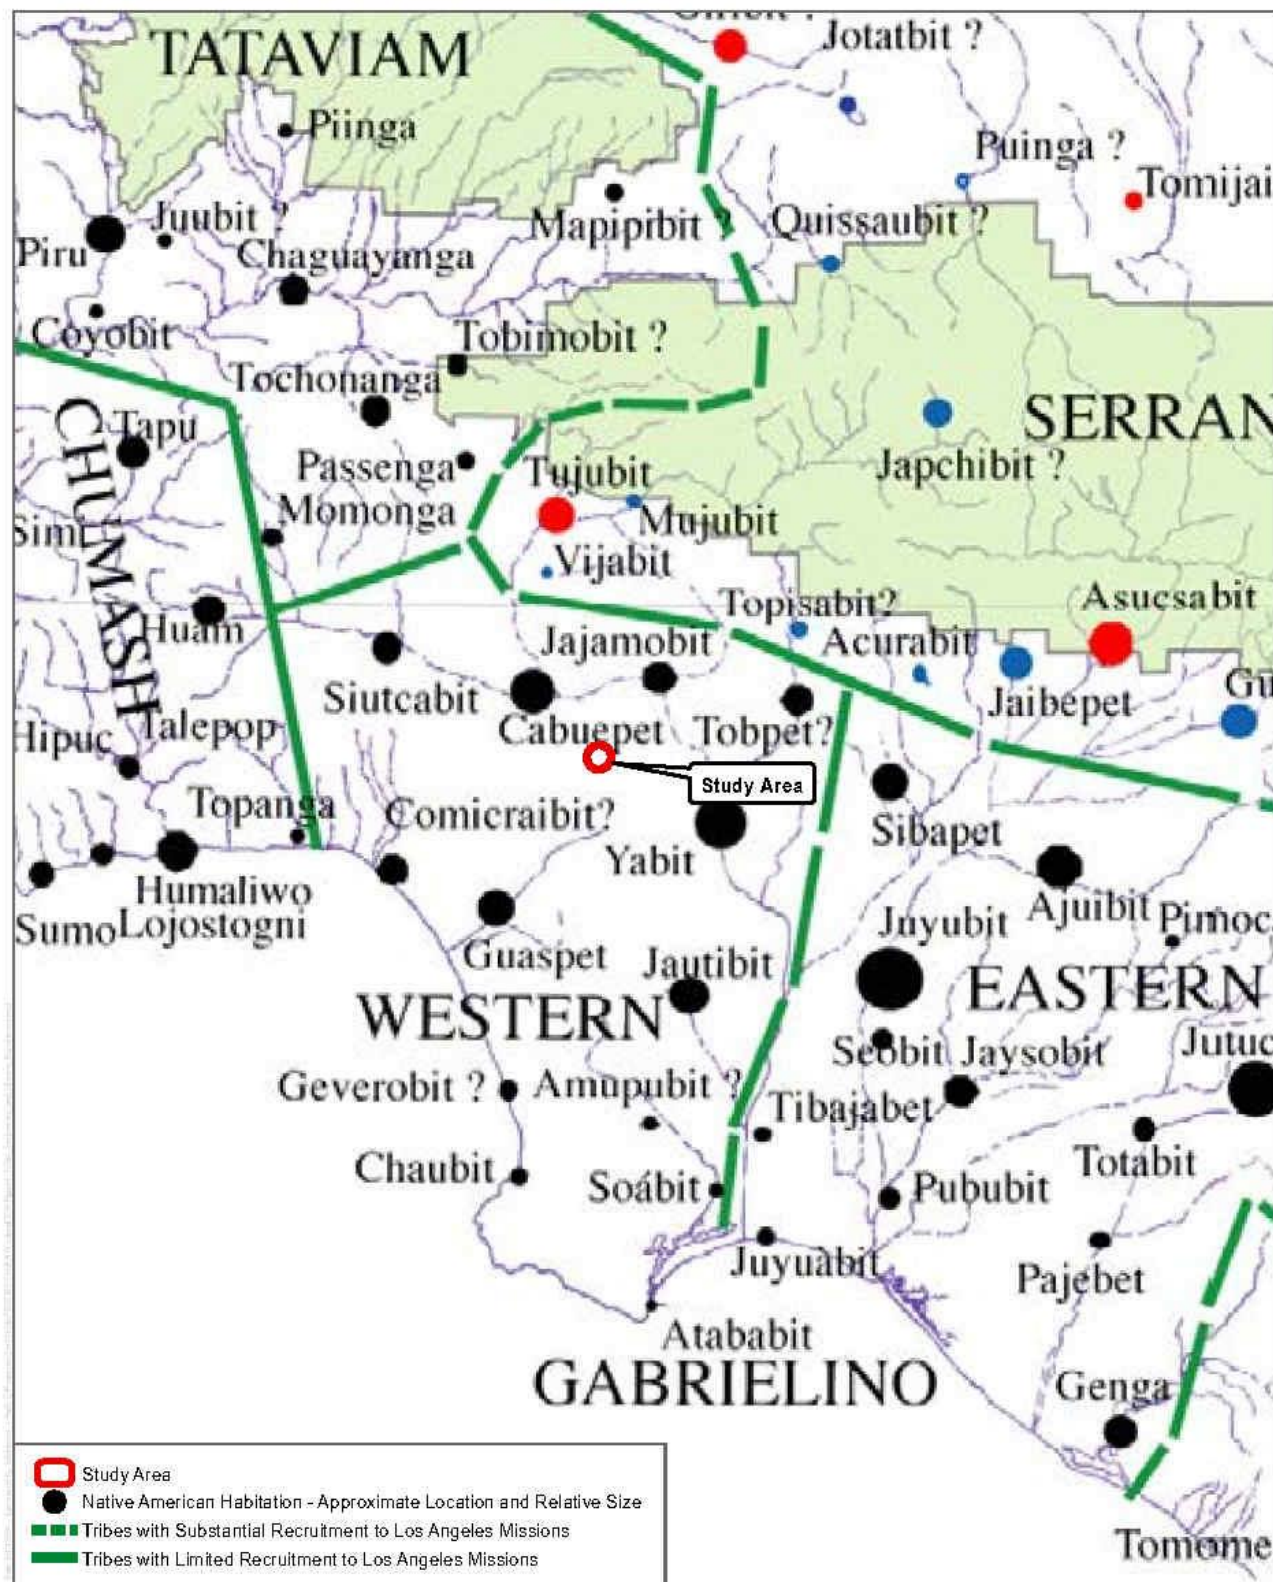 Jotatbit ?
TATAVIAM
Piinga
Puinga ?
Tomijai
Juubit ?
Mapipibit ?
Quissaubit ?
Piru
Chaguayanga
Coyobit
Tobimobit ?
Tochonanga
SERRAN
CHUMASH
Tapu
Passenga
Tujubit
Japchibit ?
Momonga
Mujubit
Simi
Vijabit
Topisabit?
Asucsabit
Huam
Jajamobit
Acurabit
Siutcabit
Jaibepet
Gu
Hipuc
Talepop
Cabuepet
Tobpet?
Study Area
Topanga
Comicraibit?
Sibapet
Yabit
Humaliwo
Ajuibit
Pimoc
Sumo
Lojostogni
Juyubit
Guaspet
Jautibit
WESTERN
EASTERN
Seobit
Jaysobit
Jutuc
Geverobit ?
Amupubit ?
Tibajabet
Chaubit
Soábit
Pububit
Totabit
Juyuabit
Pajebet
Atababit
GABRIELINO
Genga
Tomome
Study Area
Native American Habitation - Approximate Location and Relative Size
Tribes with Substantial Recruitment to Los Angeles Missions
Tribes with Limited Recruitment to Los Angeles Missions